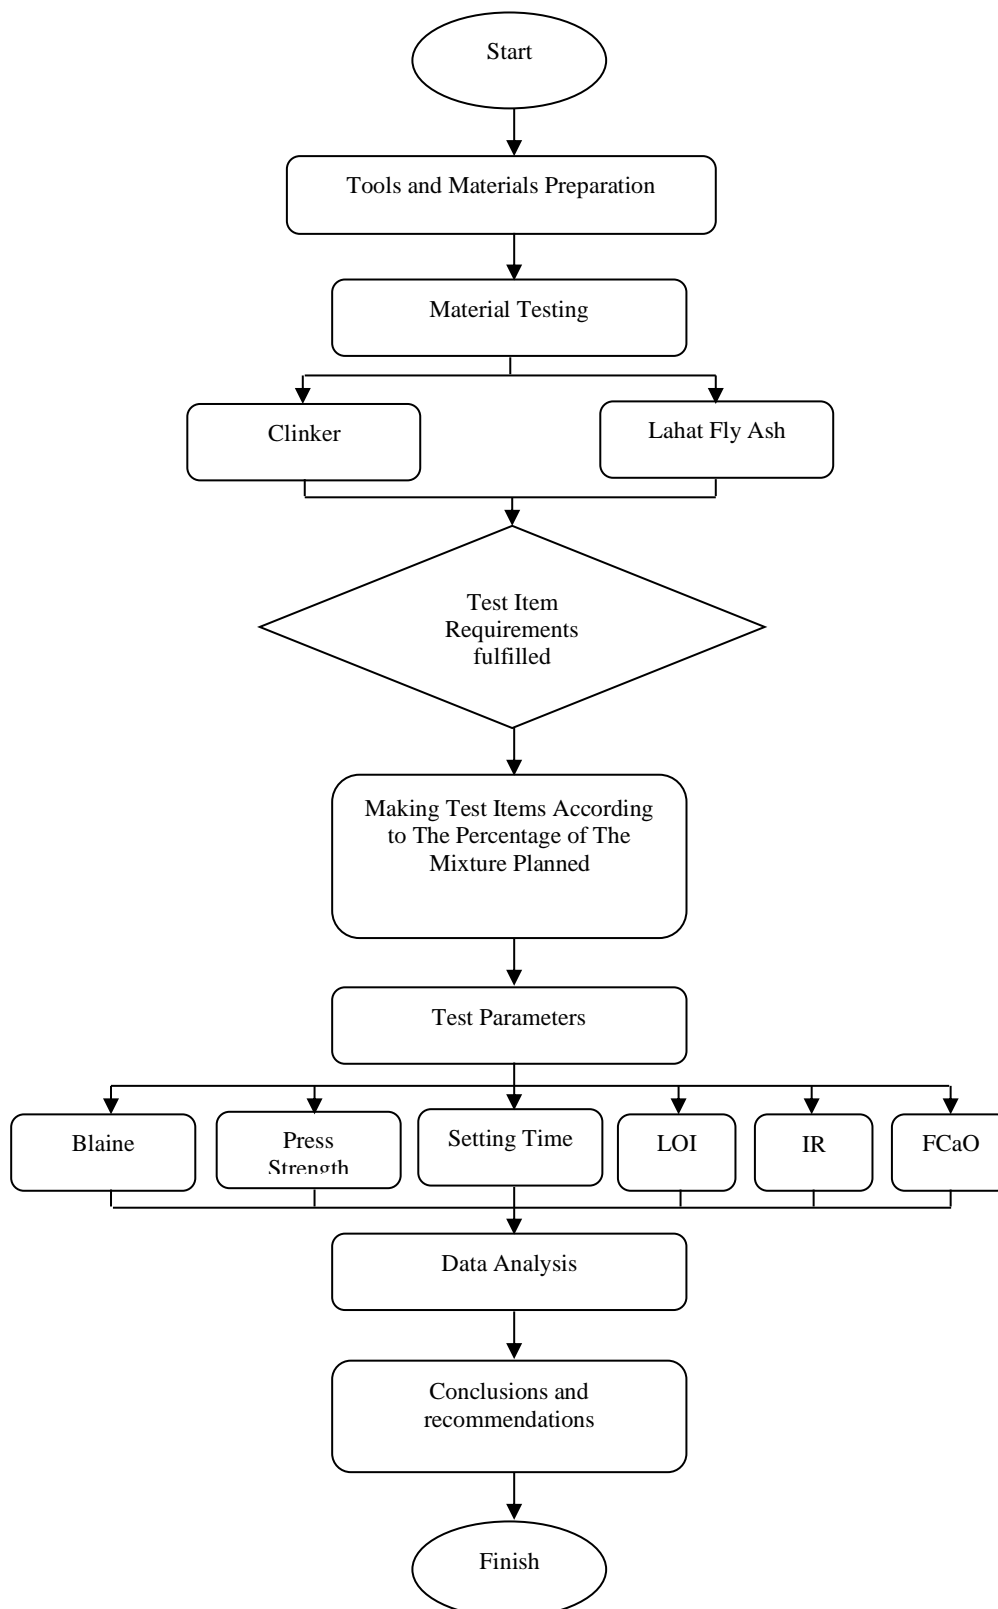 Start
Tools and Materials Preparation
Material Testing
Clinker
Lahat Fly Ash
Test Item
Requirements
fulfilled
Making Test Items According
to The Percentage of The
Mixture Planned
Test Parameters
Blaine
Press
Strength
Setting Time
LOI
IR
FCaO
Data Analysis
Conclusions and
recommendations
Finish